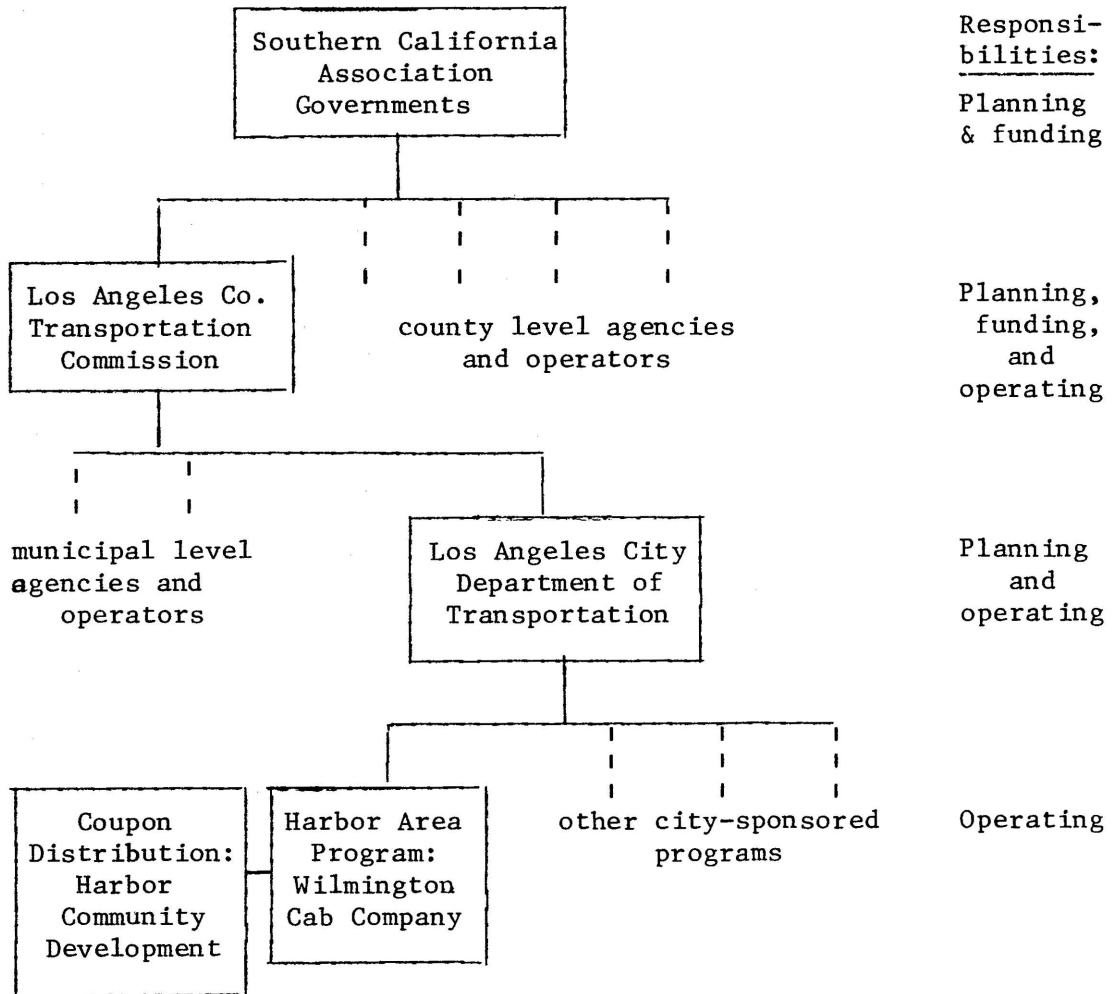 Southern California
Association
Governments
Responsi-
bilities:
Planning
& funding
Los Angeles Co.
Transportation
Commission
county level agencies
and operators
Planning,
funding,
and
operating
municipal level
agencies and
operators
Los Angeles City
Department of
Transportation
Planning
and
operating
Coupon
Distribution:
Harbor
Community
Development
Harbor Area
Program:
Wilmington
Cab Company
other city-sponsored
programs
Operating